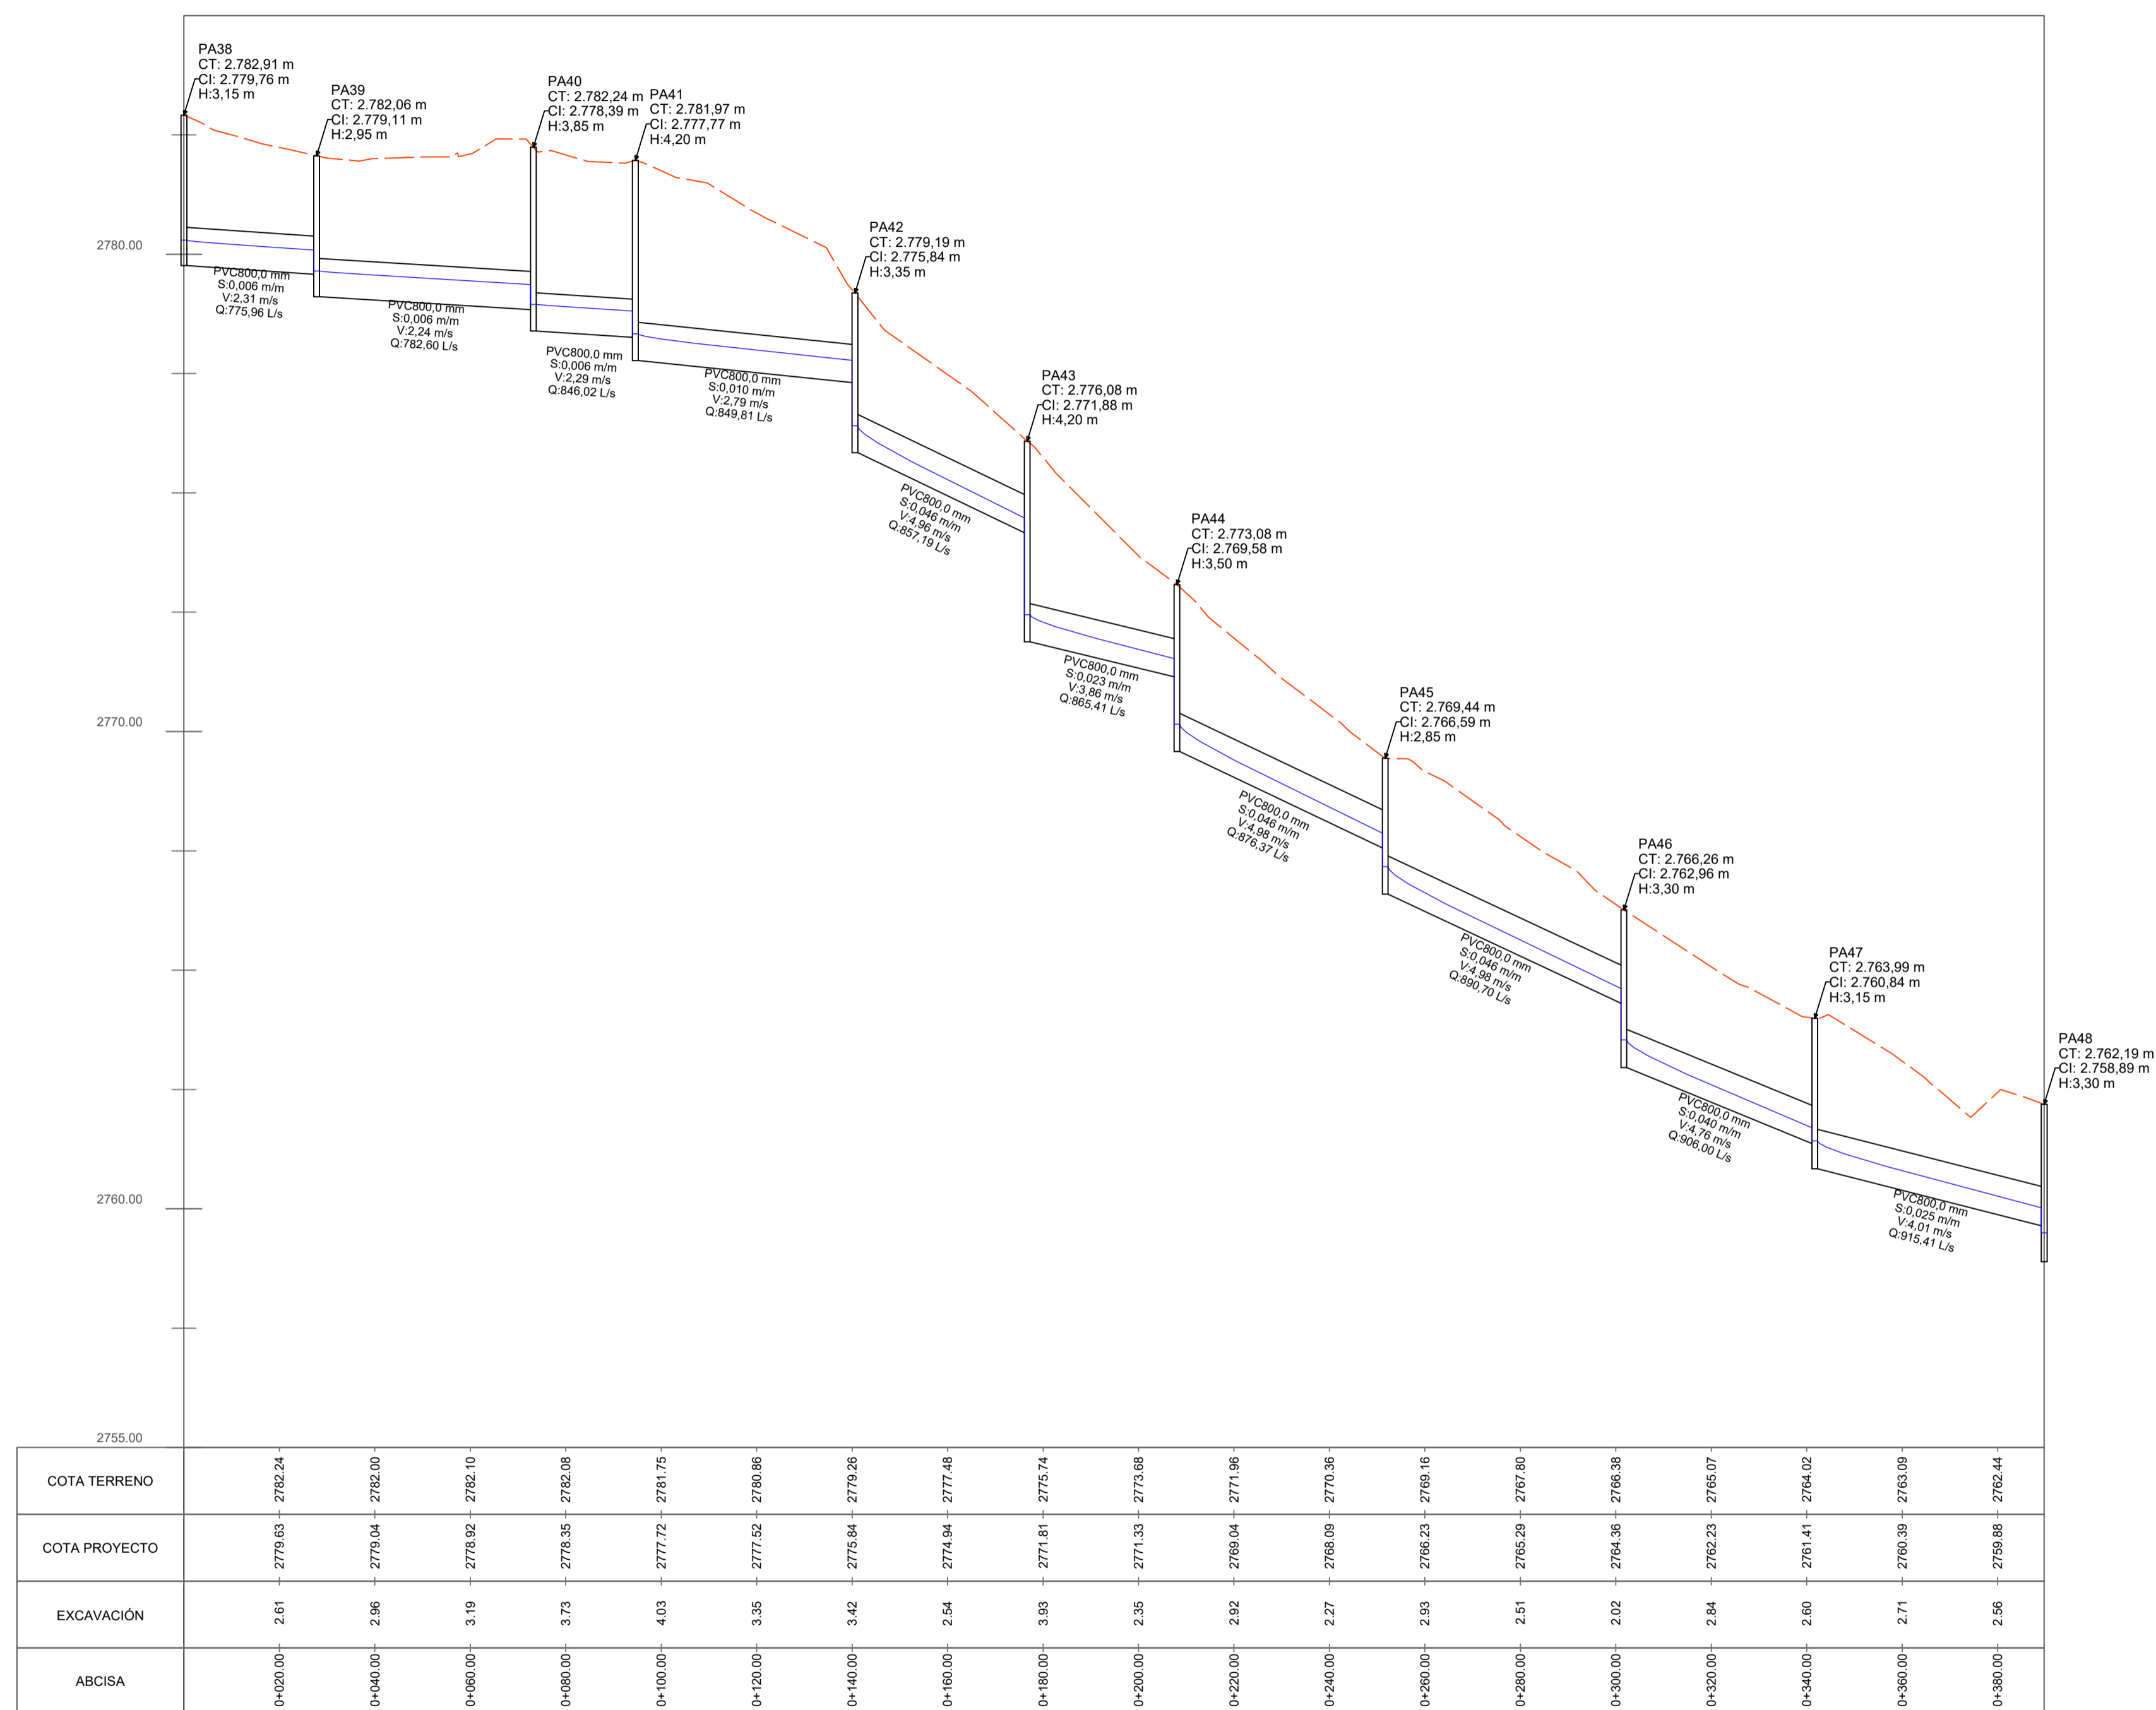 PA38
CT: 2.782,91 m
CI: 2.779,76 m
H:3,15 m
PA39
CT: 2.782,06 m
CI: 2.779,11 m
H:2,95 m
PA40
CT: 2.782,24 m
CI: 2.778,39 m
H:3,85 m
PA41
CT: 2.781,97 m
CI: 2.777,77 m
H:4,20 m
PA42
CT: 2.779,19 m
CI: 2.775,84 m
H:3,35 m
PA43
CT: 2.776,08 m
CI: 2.771,88 m
H:4,20 m
PA44
CT: 2.773,08 m
CI: 2.769,58 m
H:3,50 m
PA45
CT: 2.769,44 m
CI: 2.766,59 m
H:2,85 m
PA46
CT: 2.766,26 m
CI: 2.762,96 m
H:3,30 m
PA47
CT: 2.763,99 m
CI: 2.760,84 m
H:3,15 m
PA48
CT: 2.762,19 m
CI: 2.758,89 m
H:3,30 m
PVC800,0 mm
S:0,006 m/m
V:2,31 m/s
Q:775,96 L/s
PVC800,0 mm
S:0,006 m/m
V:2,24 m/s
Q:782,60 L/s
PVC800,0 mm
S:0,006 m/m
V:2,29 m/s
Q:846,02 L/s
PVC800,0 mm
S:0,010 m/m
V:2,79 m/s
Q:849,81 L/s
PVC800,0 mm
S:0,046 m/m
V:4,96 m/s
Q:857,19 L/s
PVC800,0 mm
S:0,023 m/m
V:3,86 m/s
Q:865,41 L/s
PVC800,0 mm
S:0,046 m/m
V:4,98 m/s
Q:876,37 L/s
PVC800,0 mm
S:0,046 m/m
V:4,98 m/s
Q:890,70 L/s
PVC800,0 mm
S:0,040 m/m
V:4,76 m/s
Q:906,00 L/s
PVC800,0 mm
S:0,025 m/m
V:4,01 m/s
Q:915,41 L/s
2780.00
2770.00
2760.00
2755.00
COTA TERRENO 2782.24 2782.00 2782.10 2782.08 2781.75 2780.86 2779.26 2777.48 2775.74 2773.68 2771.96 2770.36 2769.16 2767.80 2766.38 2765.07 2764.02 2763.09 2762.44
COTA PROYECTO 2779.63 2779.04 2778.92 2778.35 2777.72 2777.52 2775.84 2774.94 2771.81 2771.33 2769.04 2768.09 2766.23 2765.29 2764.36 2762.23 2761.41 2760.39 2759.88
EXCAVACIÓN 2.61 2.96 3.19 3.73 4.03 3.35 3.42 2.54 3.93 2.35 2.92 2.27 2.93 2.51 2.02 2.84 2.60 2.71 2.56
ABCISA 0+020.00 0+040.00 0+060.00 0+080.00 0+100.00 0+120.00 0+140.00 0+160.00 0+180.00 0+200.00 0+220.00 0+240.00 0+260.00 0+280.00 0+300.00 0+320.00 0+340.00 0+360.00 0+380.00